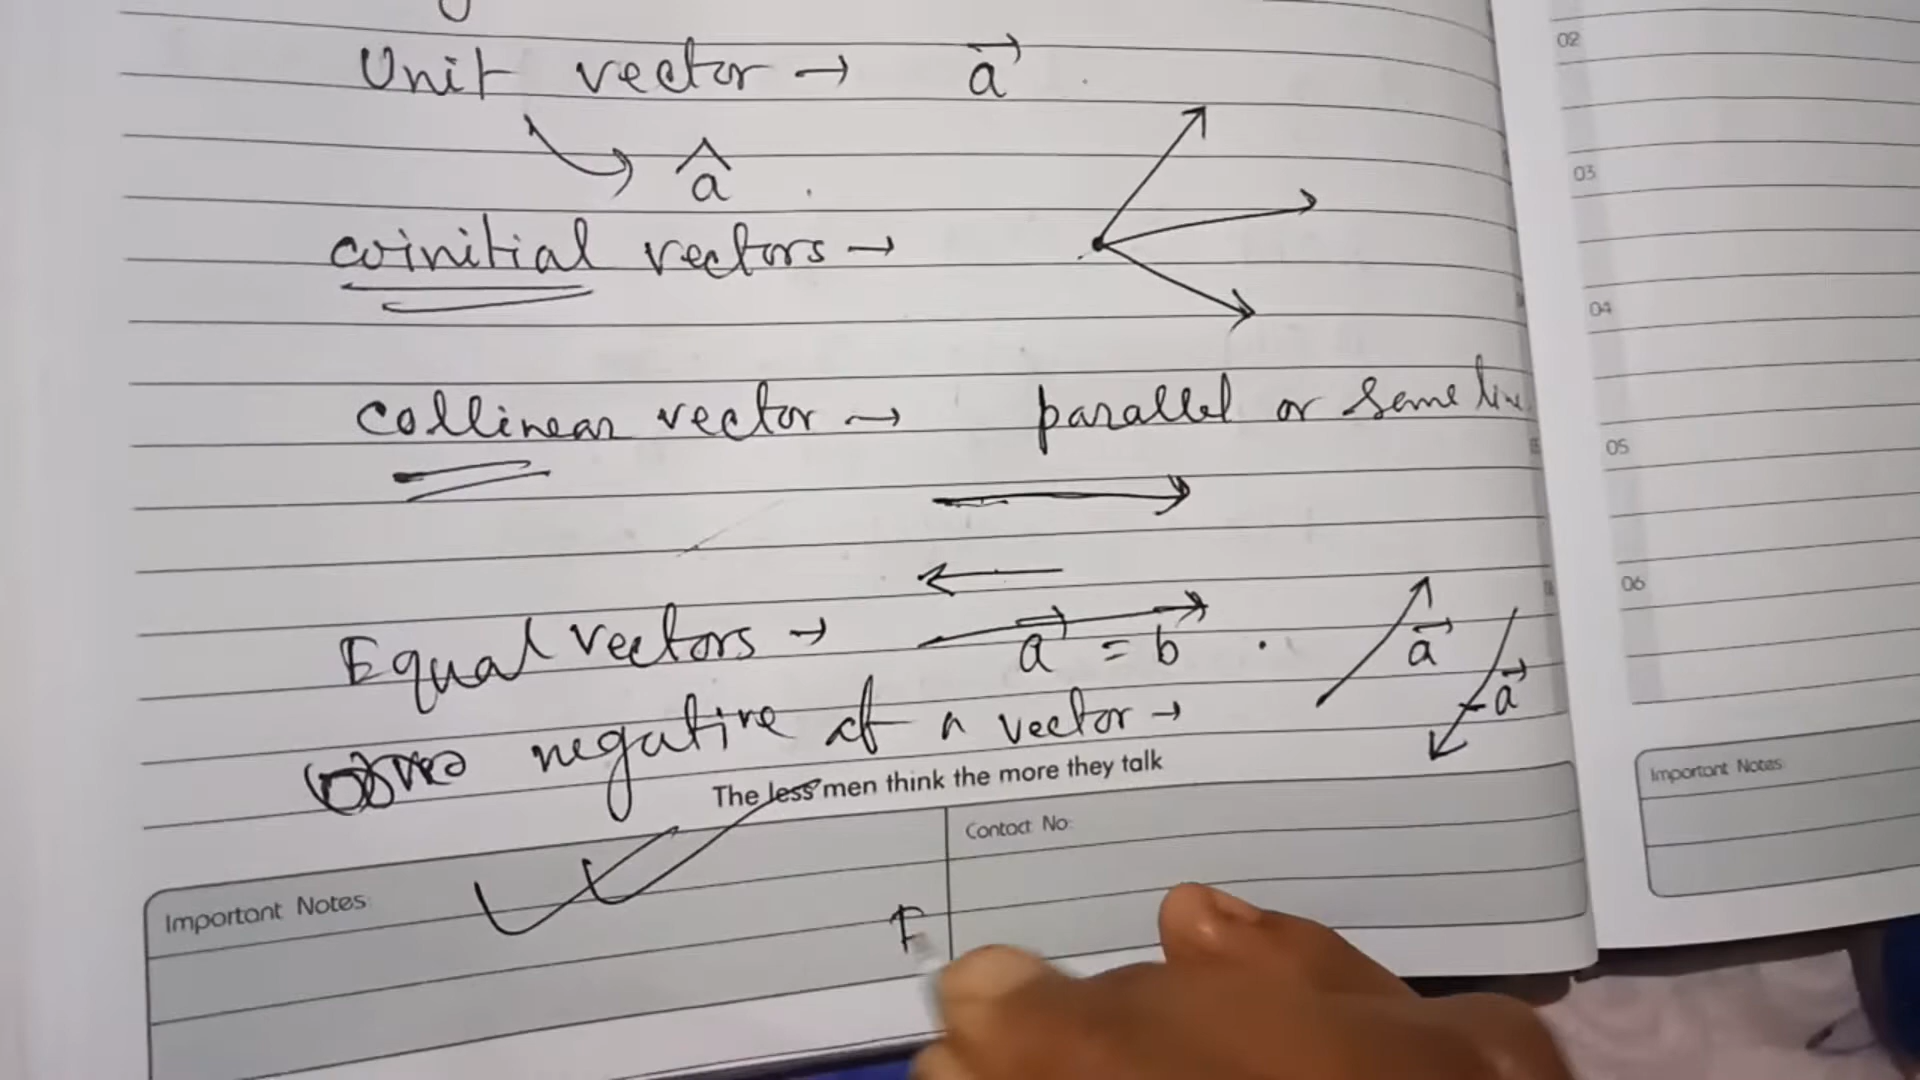 Unit vector → a⃗
â
coinitial vectors →
collinear vector → parallel or same line
Equal vectors → a⃗ = b⃗
a⃗
negative of a vector →
-a⃗
The less men think the more they talk
Important Notes:
Contact No:
02
03
04
05
06
Important Notes: